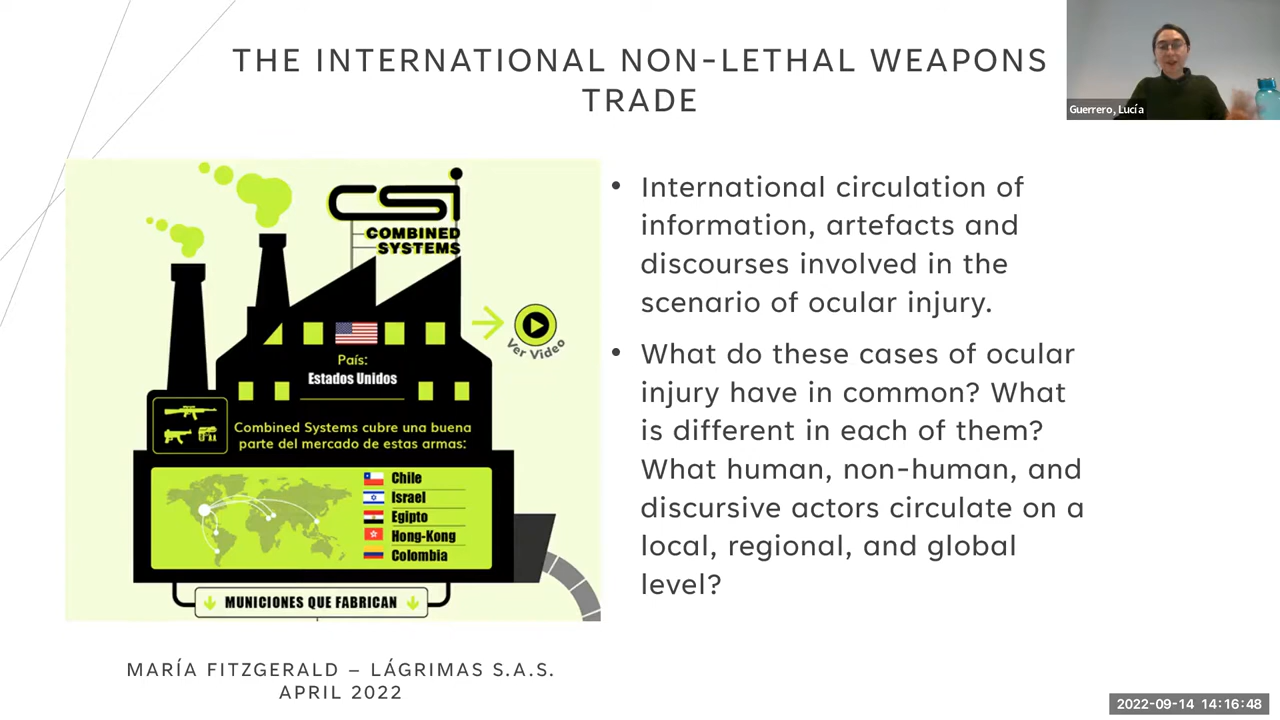 THE INTERNATIONAL NON-LETHAL WEAPONS
TRADE
Guerrero, Lucía
CSi
COMBINED
SYSTEMS
Ver Video
País:
Estados Unidos
Combined Systems cubre una buena
parte del mercado de estas armas:
Chile
Israel
Egipto
Hong-Kong
Colombia
MUNICIONES QUE FABRICAN
• International circulation of
information, artefacts and
discourses involved in the
scenario of ocular injury.
• What do these cases of ocular
injury have in common? What
is different in each of them?
What human, non-human, and
discursive actors circulate on a
local, regional, and global
level?
MARÍA FITZGERALD – LÁGRIMAS S.A.S.
APRIL 2022
2022-09-14 14:16:48